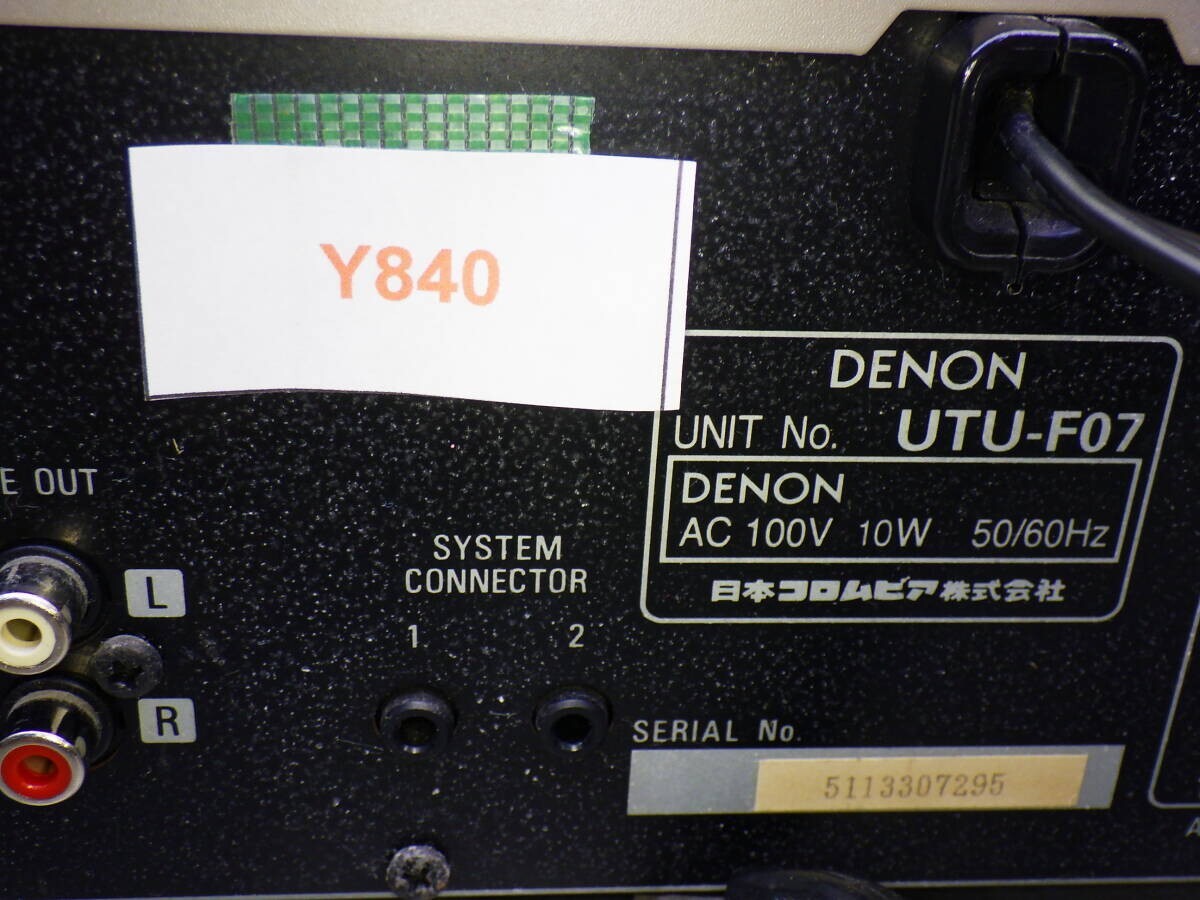 Y840
DENON
UNIT No. UTU-F07
DENON
AC 100V 10W 50/60Hz
日本コロムビア株式会社
E OUT
L
R
SYSTEM
CONNECTOR
1 2
SERIAL No.
5113307295
A